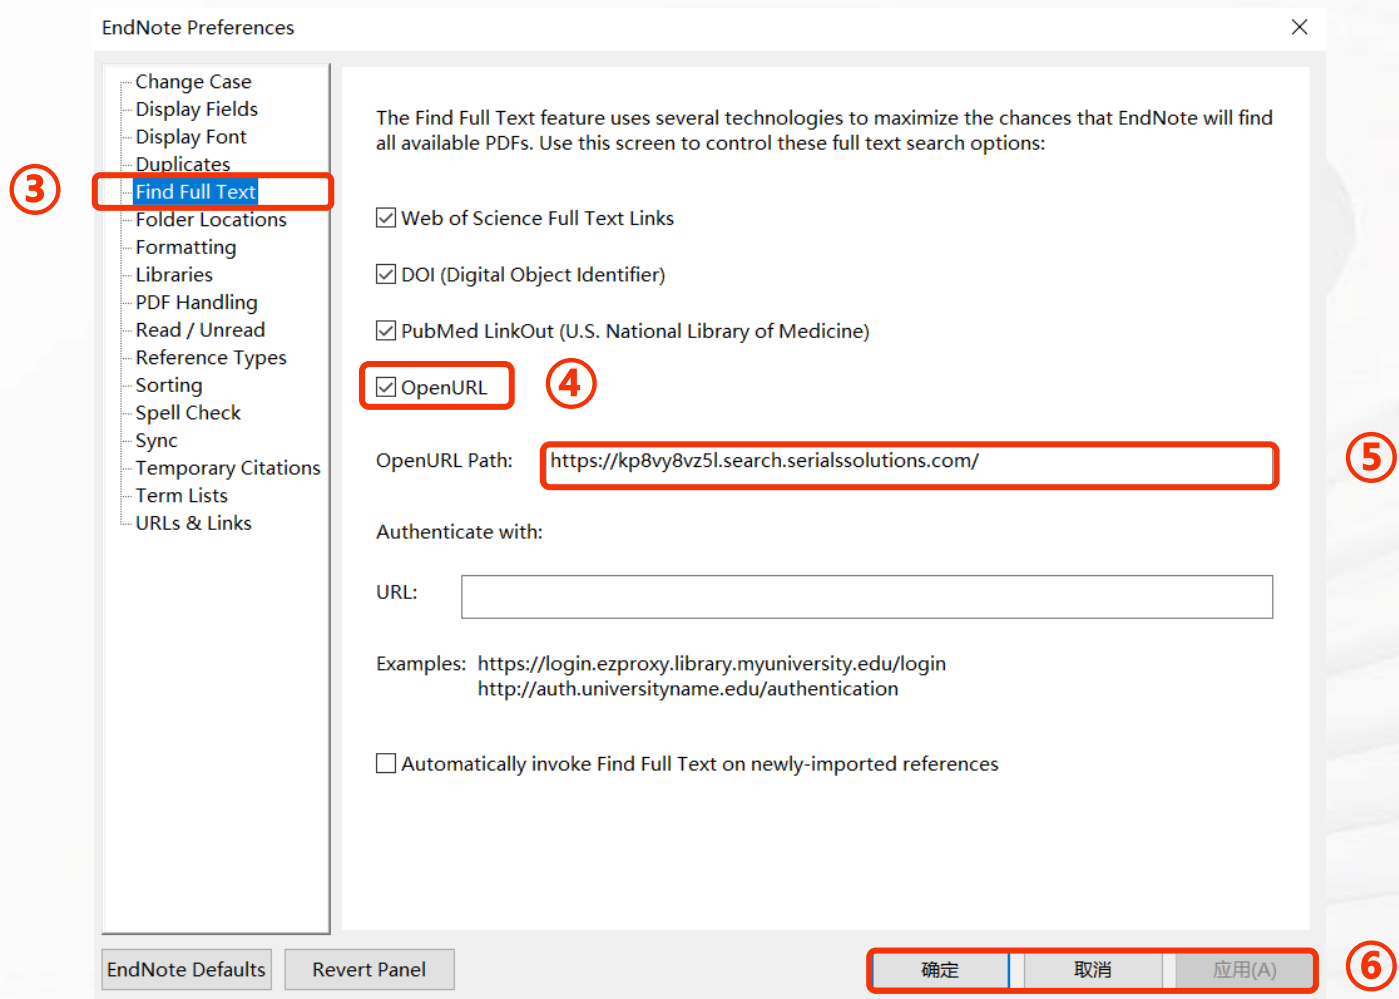 EndNote Preferences
Change Case
Display Fields
Display Font
Duplicates
③
Find Full Text
Folder Locations
Formatting
Libraries
PDF Handling
Read / Unread
Reference Types
Sorting
Spell Check
Sync
Temporary Citations
Term Lists
URLs & Links
The Find Full Text feature uses several technologies to maximize the chances that EndNote will find
all available PDFs. Use this screen to control these full text search options:
Web of Science Full Text Links
DOI (Digital Object Identifier)
PubMed LinkOut (U.S. National Library of Medicine)
OpenURL ④
OpenURL Path: https://kp8vy8vz5l.search.serialssolutions.com/ ⑤
Authenticate with:
URL:
Examples: https://login.ezproxy.library.myuniversity.edu/login
http://auth.universityname.edu/authentication
Automatically invoke Find Full Text on newly-imported references
EndNote Defaults Revert Panel 确定 取消 应用(A) ⑥